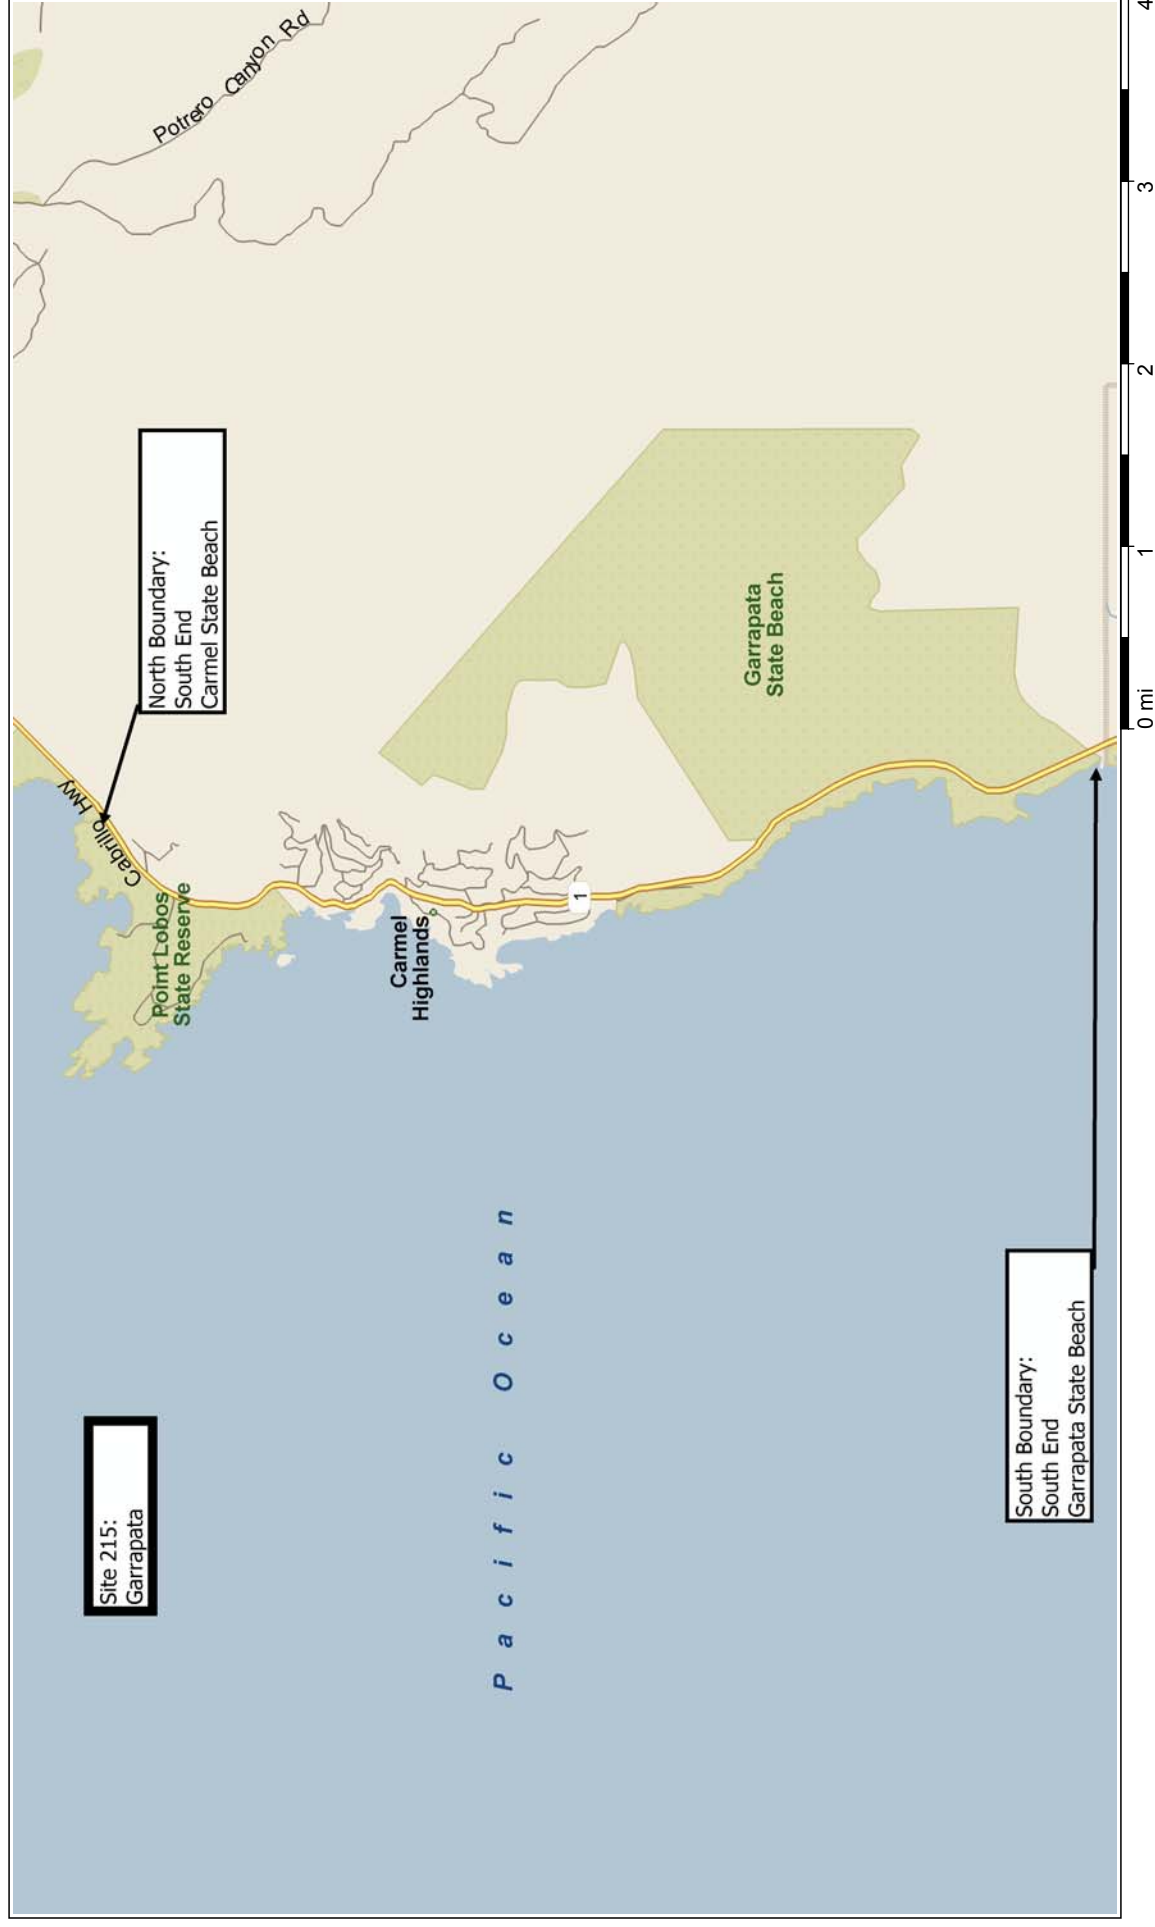 Site 215:
Garrapata
North Boundary:
South End
Carmel State Beach
Cabrillo Hwy
Potrero Canyon Rd
Point Lobos
State Reserve
Carmel
Highlands
1
Pacific Ocean
Garrapata
State Beach
South Boundary:
South End
Garrapata State Beach
0 mi 1 2 3 4